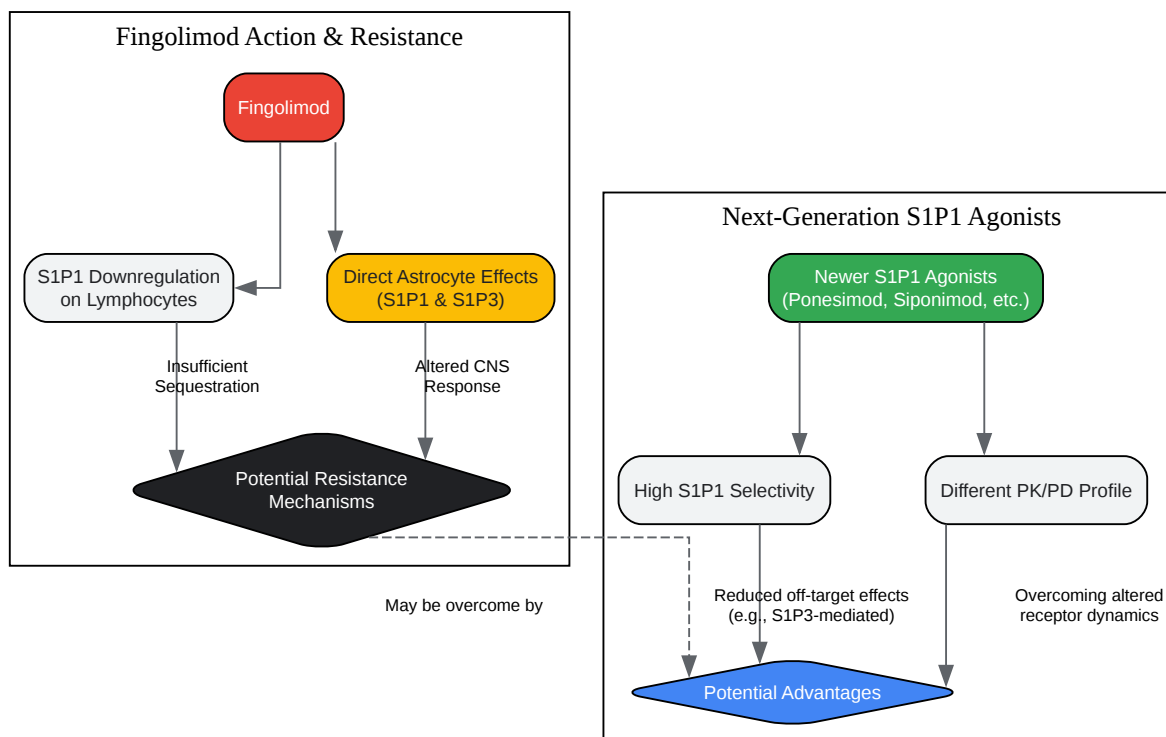 Fingolimod Action & Resistance
Fingolimod
S1P1 Downregulation
on Lymphocytes
Direct Astrocyte Effects
(S1P1 & S1P3)
Insufficient
Sequestration
Altered CNS
Response
Potential Resistance
Mechanisms
May be overcome by
Next-Generation S1P1 Agonists
Newer S1P1 Agonists
(Ponesimod, Siponimod, etc.)
High S1P1 Selectivity
Different PK/PD Profile
Reduced off-target effects
(e.g., S1P3-mediated)
Overcoming altered
receptor dynamics
Potential Advantages